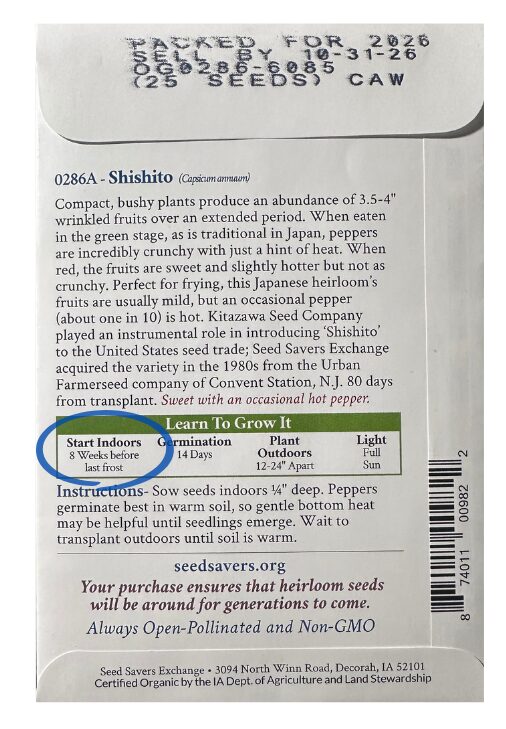 PACKED FOR 2026
SELL BY 10-31-26
OG0286-6085
(25 SEEDS) CAW
0286A - Shishito (Capsicum annuum)
Compact, bushy plants produce an abundance of 3.5-4"
wrinkled fruits over an extended period. When eaten
in the green stage, as is traditional in Japan, peppers
are incredibly crunchy with just a hint of heat. When
red, the fruits are sweet and slightly hotter but not as
crunchy. Perfect for frying, this Japanese heirloom's
fruits are usually mild, but an occasional pepper
(about one in 10) is hot. Kitazawa Seed Company
played an instrumental role in introducing 'Shishito'
to the United States seed trade; Seed Savers Exchange
acquired the variety in the 1980s from the Urban
Farmerseed company of Convent Station, N.J. 80 days
from transplant. Sweet with an occasional hot pepper.
Learn To Grow It
Start Indoors
8 Weeks before
last frost
Germination
14 Days
Plant
Outdoors
12-24" Apart
Light
Full
Sun
Instructions- Sow seeds indoors ¼" deep. Peppers
germinate best in warm soil, so gentle bottom heat
may be helpful until seedlings emerge. Wait to
transplant outdoors until soil is warm.
seedsavers.org
Your purchase ensures that heirloom seeds
will be around for generations to come.
Always Open-Pollinated and Non-GMO
8 74011 00982 2
Seed Savers Exchange • 3094 North Winn Road, Decorah, IA 52101
Certified Organic by the IA Dept. of Agriculture and Land Stewardship